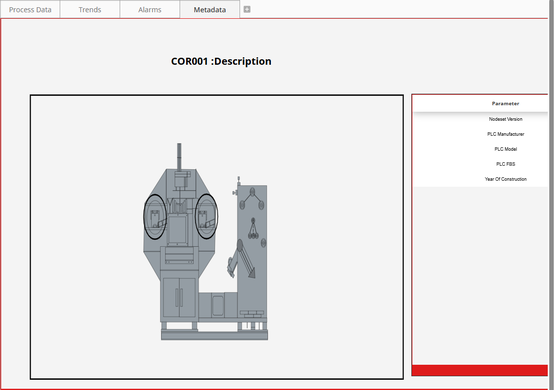 Process Data
Trends
Alarms
Metadata
COR001 :Description
Parameter
Nodeset Version
PLC Manufacturer
PLC Model
PLC FBS
Year Of Construction